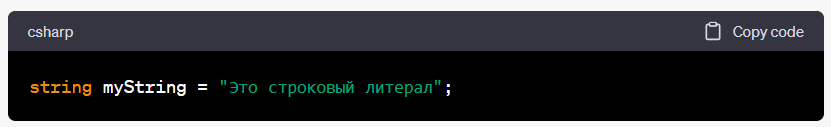 csharp
Copy code
string myString = "Это строковый литерал";